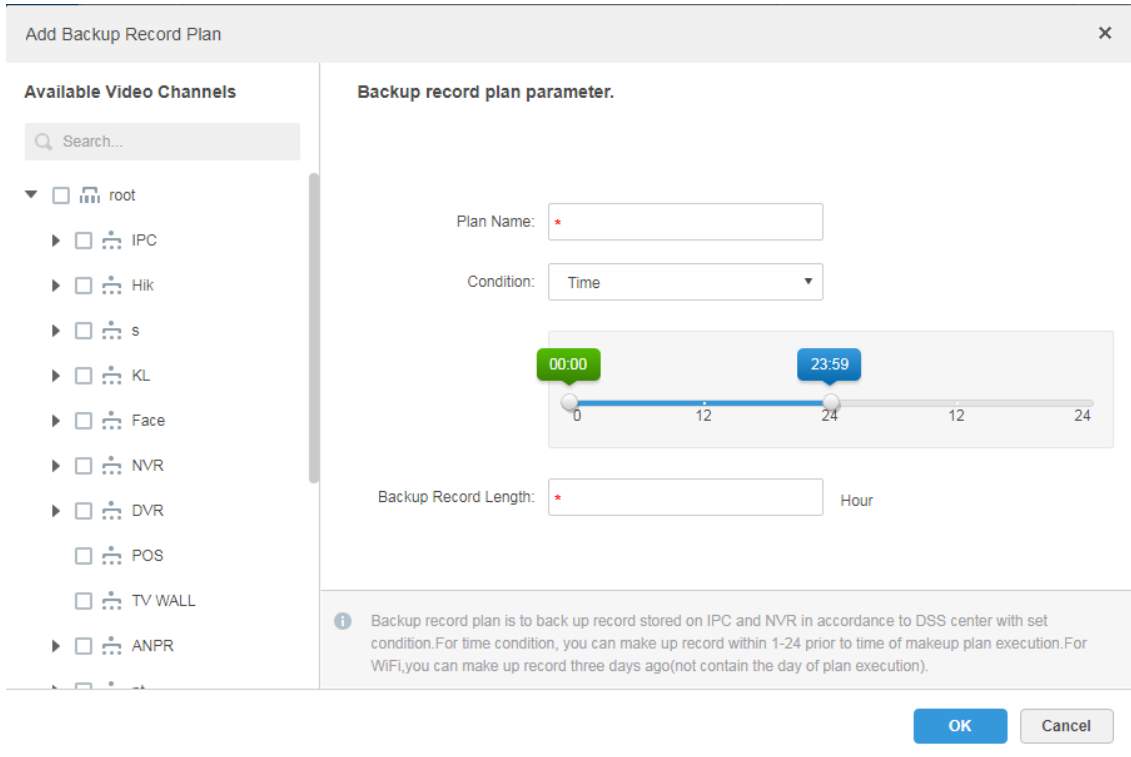 Add Backup Record Plan
×
Available Video Channels
Search...
root
IPC
Hik
s
KL
Face
NVR
DVR
POS
TV WALL
ANPR
Backup record plan parameter.
Plan Name: *
Condition: Time
00:00 23:59
0 12 24 12 24
Backup Record Length: * Hour
Backup record plan is to back up record stored on IPC and NVR in accordance to DSS center with set
condition.For time condition, you can make up record within 1-24 prior to time of makeup plan execution.For
WiFi,you can make up record three days ago(not contain the day of plan execution).
OK Cancel